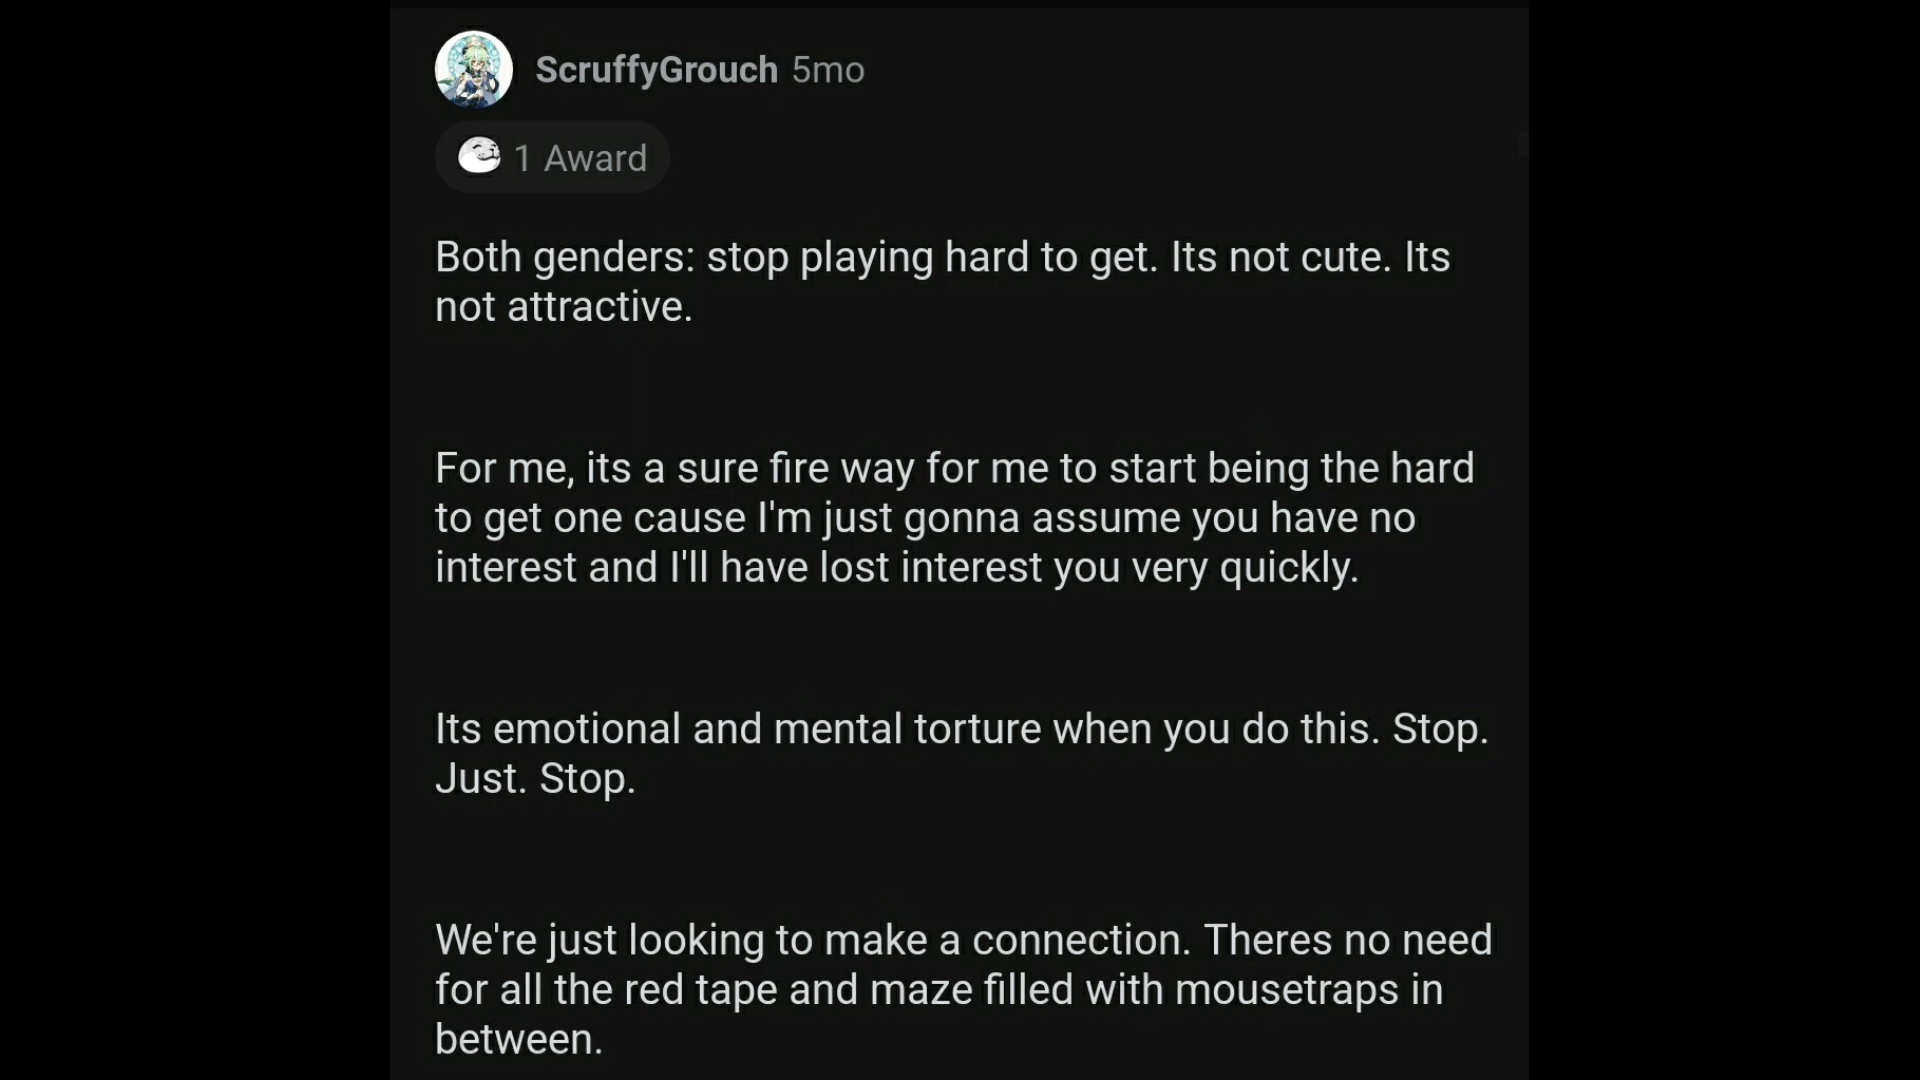 ScruffyGrouch 5mo
1 Award
Both genders: stop playing hard to get. Its not cute. Its
not attractive.
For me, its a sure fire way for me to start being the hard
to get one cause I'm just gonna assume you have no
interest and I'll have lost interest you very quickly.
Its emotional and mental torture when you do this. Stop.
Just. Stop.
We're just looking to make a connection. Theres no need
for all the red tape and maze filled with mousetraps in
between.